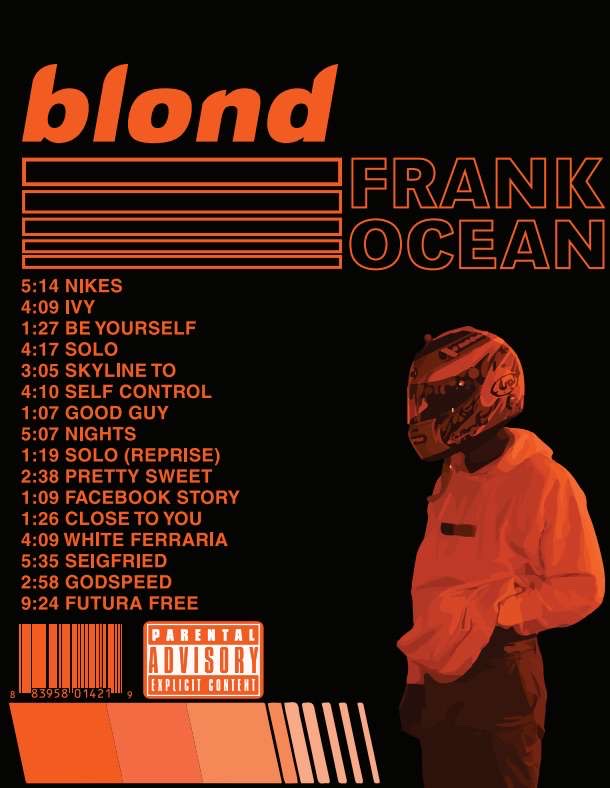 blond
FRANK
OCEAN
5:14 NIKES
4:09 IVY
1:27 BE YOURSELF
4:17 SOLO
3:05 SKYLINE TO
4:10 SELF CONTROL
1:07 GOOD GUY
5:07 NIGHTS
1:19 SOLO (REPRISE)
2:38 PRETTY SWEET
1:09 FACEBOOK STORY
1:26 CLOSE TO YOU
4:09 WHITE FERRARIA
5:35 SEIGFRIED
2:58 GODSPEED
9:24 FUTURA FREE
8 83958 01421 9
PARENTAL
ADVISORY
EXPLICIT CONTENT